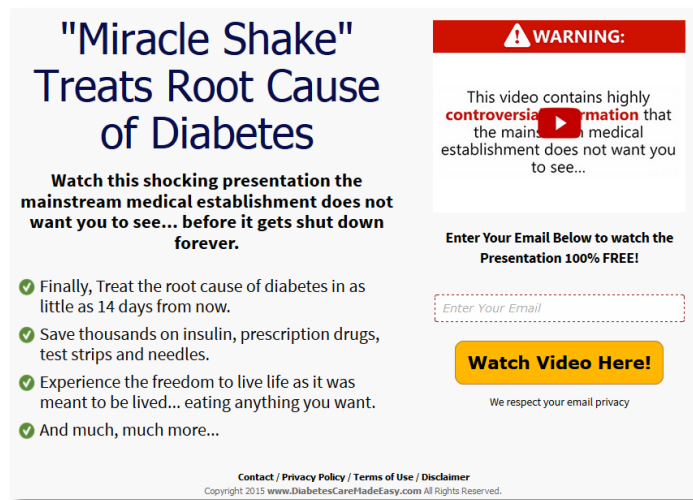 "Miracle Shake"
Treats Root Cause
of Diabetes
Watch this shocking presentation the
mainstream medical establishment does not
want you to see... before it gets shut down
forever.
Finally, Treat the root cause of diabetes in as
little as 14 days from now.
Save thousands on insulin, prescription drugs,
test strips and needles.
Experience the freedom to live life as it was
meant to be lived... eating anything you want.
And much, much more...
WARNING:
This video contains highly
controversial information that
the mainstream medical
establishment does not want you
to see...
Enter Your Email Below to watch the
Presentation 100% FREE!
Enter Your Email
Watch Video Here!
We respect your email privacy
Contact / Privacy Policy / Terms of Use / Disclaimer
Copyright 2015 www.DiabetesCareMadeEasy.com All Rights Reserved.